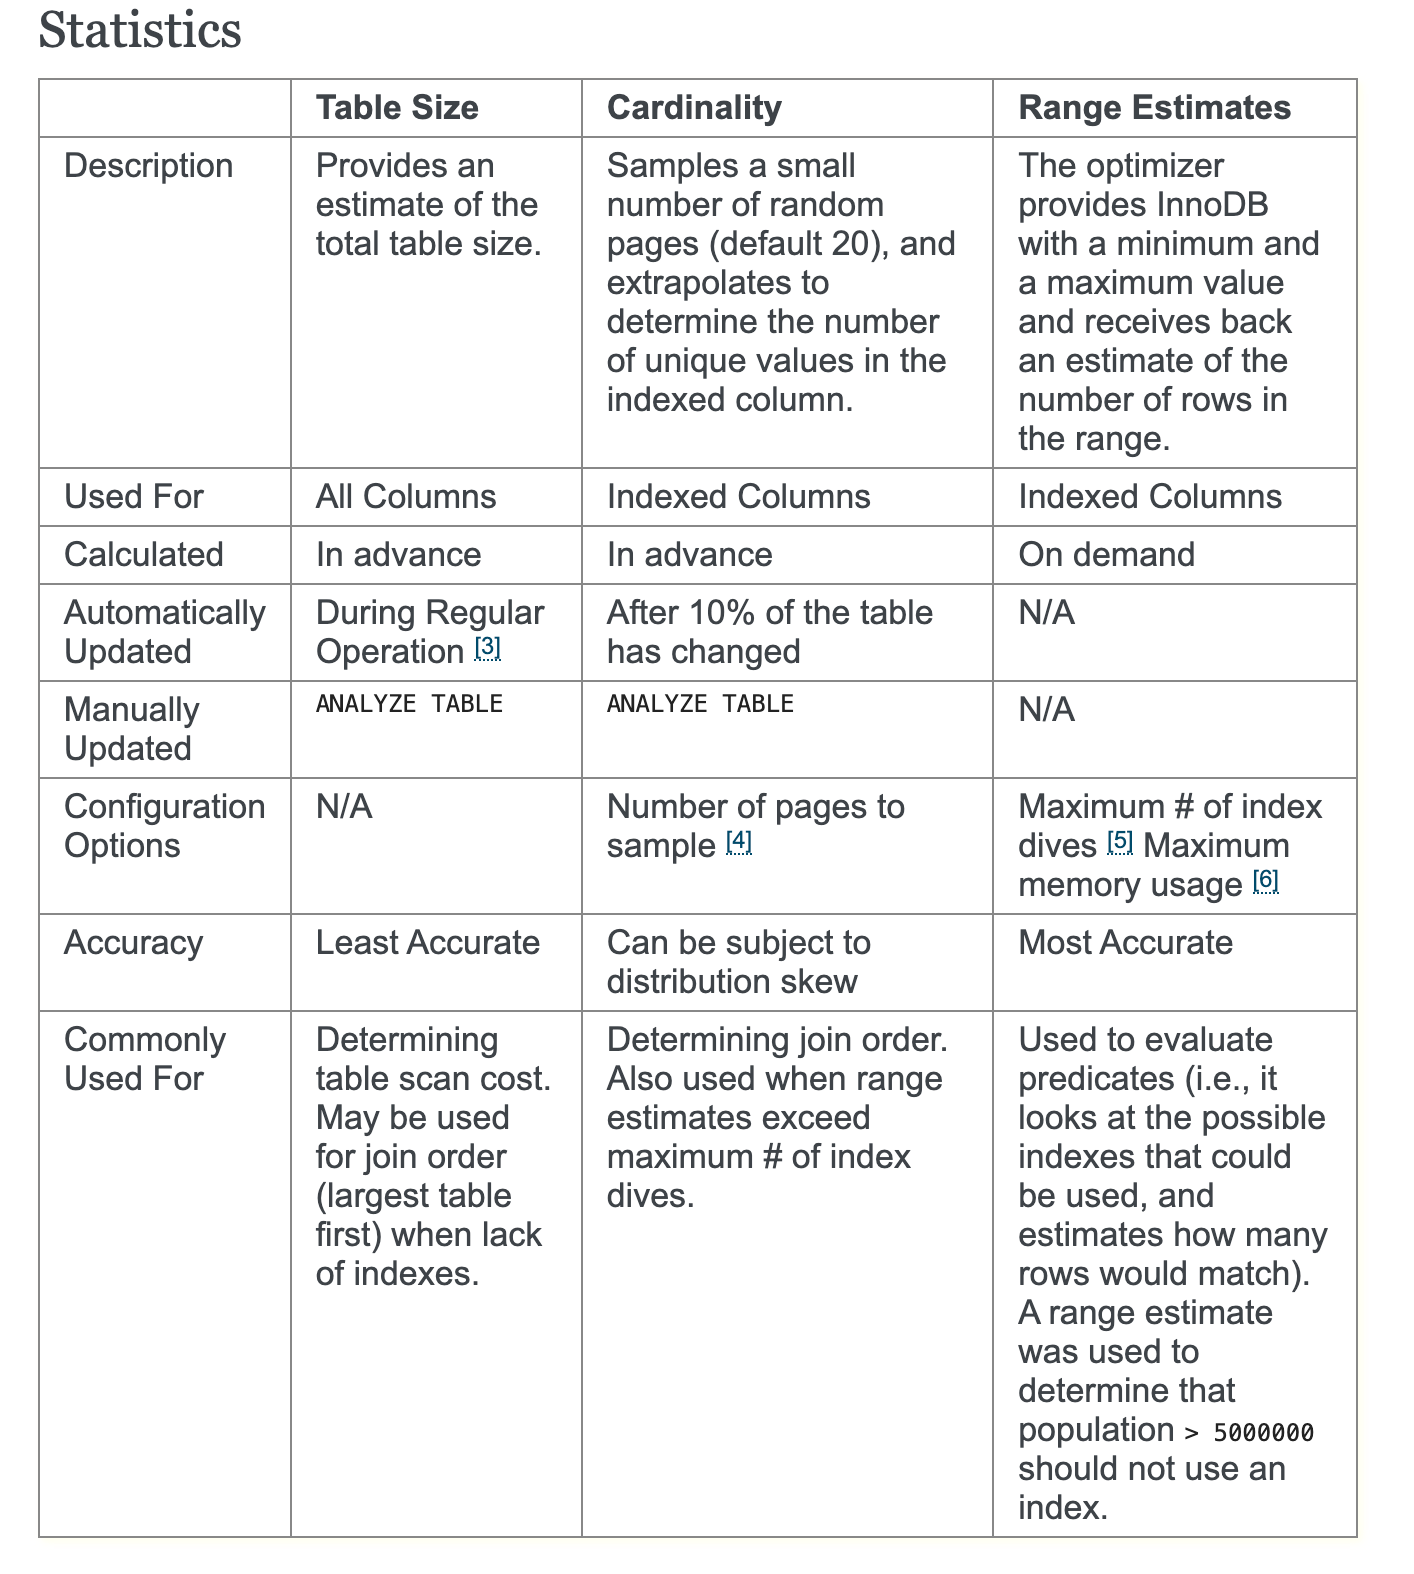 Statistics
Table Size
Cardinality
Range Estimates
Description
Provides an
estimate of the
total table size.
Samples a small
number of random
pages (default 20), and
extrapolates to
determine the number
of unique values in the
indexed column.
The optimizer
provides InnoDB
with a minimum and
a maximum value
and receives back
an estimate of the
number of rows in
the range.
Used For
All Columns
Indexed Columns
Indexed Columns
Calculated
In advance
In advance
On demand
Automatically
Updated
During Regular
Operation [3]
After 10% of the table
has changed
N/A
Manually
Updated
ANALYZE TABLE
ANALYZE TABLE
N/A
Configuration
Options
N/A
Number of pages to
sample [4]
Maximum # of index
dives [5] Maximum
memory usage [6]
Accuracy
Least Accurate
Can be subject to
distribution skew
Most Accurate
Commonly
Used For
Determining
table scan cost.
May be used
for join order
(largest table
first) when lack
of indexes.
Determining join order.
Also used when range
estimates exceed
maximum # of index
dives.
Used to evaluate
predicates (i.e., it
looks at the possible
indexes that could
be used, and
estimates how many
rows would match).
A range estimate
was used to
determine that
population > 5000000
should not use an
index.